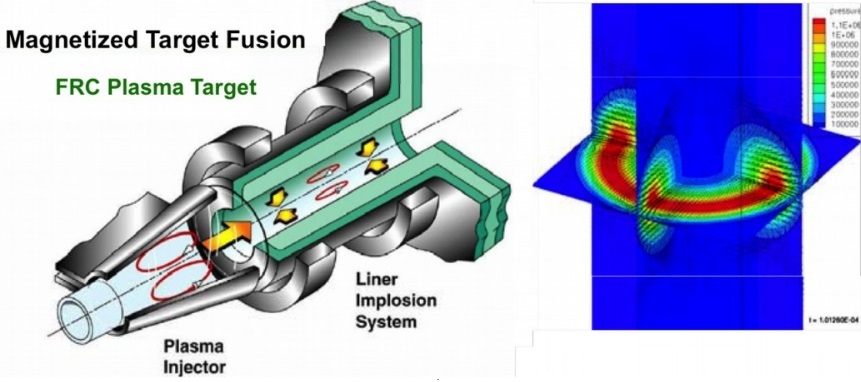 Magnetized Target Fusion
FRC Plasma Target
Liner
Implosion
System
Plasma
Injector
pressure
1.1E+06
1E+06
900000
800000
700000
600000
500000
400000
300000
200000
100000
t = 1.01260E-04